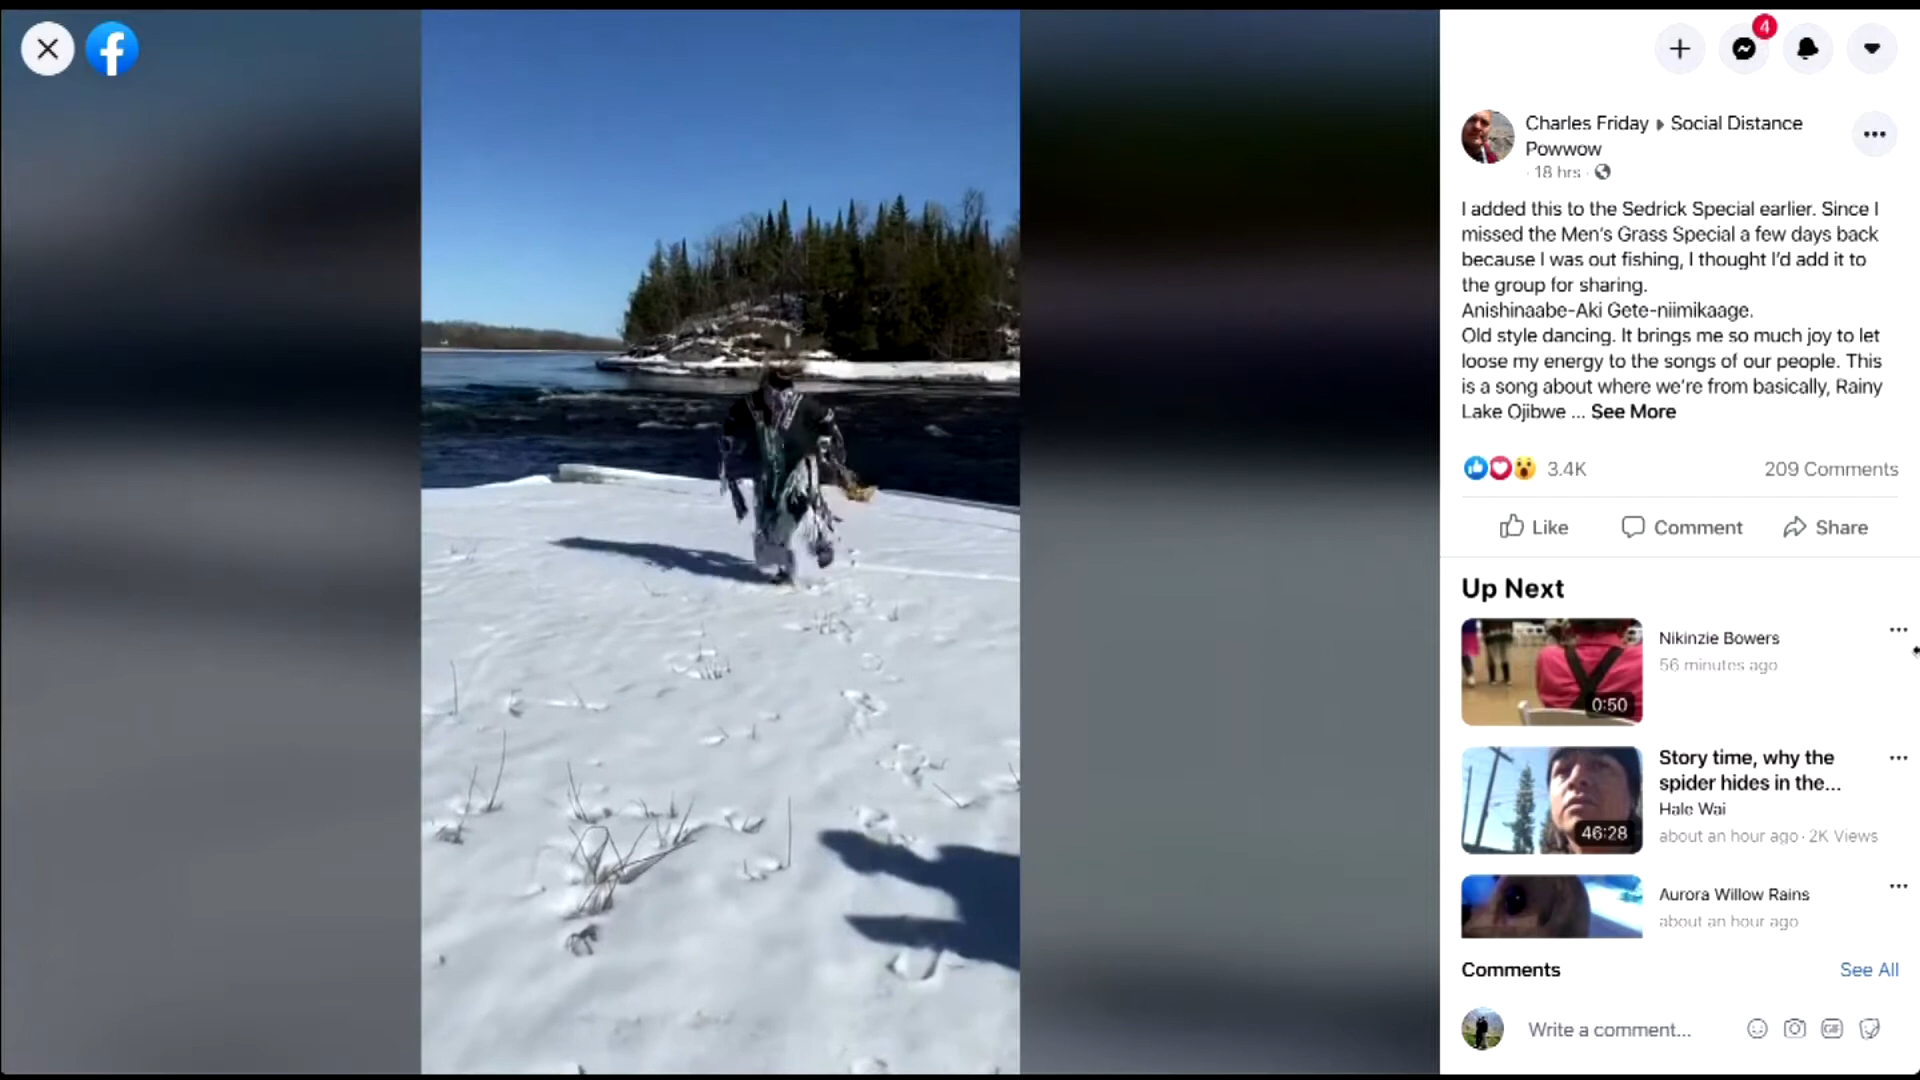 4
Charles Friday ▸ Social Distance
Powwow
· 18 hrs ·
I added this to the Sedrick Special earlier. Since I
missed the Men's Grass Special a few days back
because I was out fishing, I thought I'd add it to
the group for sharing.
Anishinaabe-Aki Gete-niimikaage.
Old style dancing. It brings me so much joy to let
loose my energy to the songs of our people. This
is a song about where we're from basically, Rainy
Lake Ojibwe ... See More
3.4K 209 Comments
Like Comment Share
Up Next
Nikinzie Bowers
56 minutes ago
0:50
Story time, why the
spider hides in the...
Hale Wai
about an hour ago · 2K Views
46:28
Aurora Willow Rains
about an hour ago
Comments See All
Write a comment... GIF